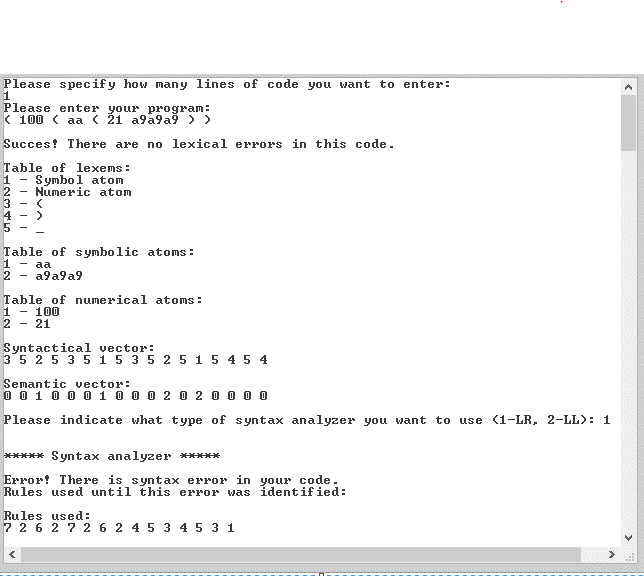 Please specify how many lines of code you want to enter:
1
Please enter your program:
( 100 ( aa ( 21 a9a9a9 ) )
Succes! There are no lexical errors in this code.
Table of lexems:
1 - Symbol atom
2 - Numeric atom
3 - (
4 - )
5 - _
Table of symbolic atoms:
1 - aa
2 - a9a9a9
Table of numerical atoms:
1 - 100
2 - 21
Syntactical vector:
3 5 2 5 3 5 1 5 3 5 2 5 1 5 4 5 4
Semantic vector:
0 0 1 0 0 0 1 0 0 0 2 0 2 0 0 0 0
Please indicate what type of syntax analyzer you want to use (1-LR, 2-LL): 1
***** Syntax analyzer *****
Error! There is syntax error in your code.
Rules used until this error was identified:
Rules used:
7 2 6 2 7 2 6 2 4 5 3 4 5 3 1